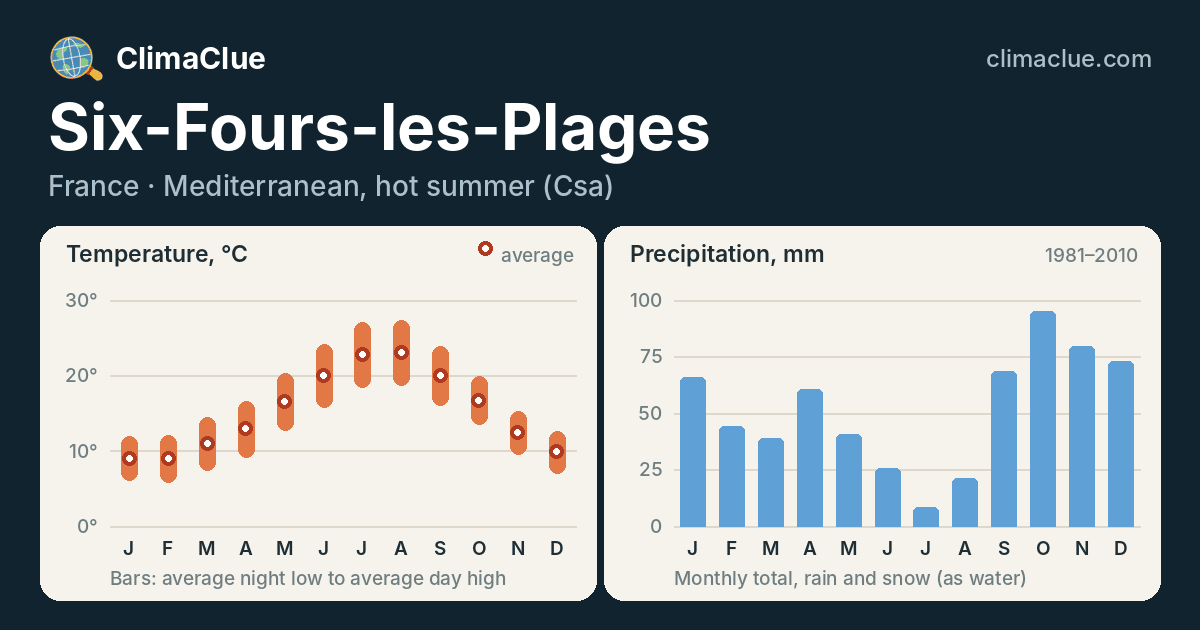 ClimaClue
climaclue.com
Six-Fours-les-Plages
France · Mediterranean, hot summer (Csa)
Temperature, °C
average
30°
20°
10°
0°
J F M A M J J A S O N D
Bars: average night low to average day high
Precipitation, mm
1981–2010
100
75
50
25
0
J F M A M J J A S O N D
Monthly total, rain and snow (as water)